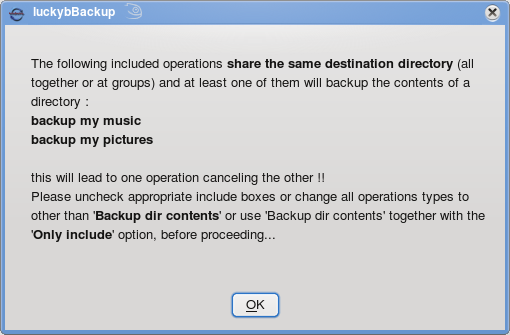 luckybBackup
The following included operations share the same destination directory (all
together or at groups) and at least one of them will backup the contents of a
directory :
backup my music
backup my pictures
this will lead to one operation canceling the other !!
Please uncheck appropriate include boxes or change all operations types to
other than 'Backup dir contents' or use 'Backup dir contents' together with the
'Only include' option, before proceeding...
OK